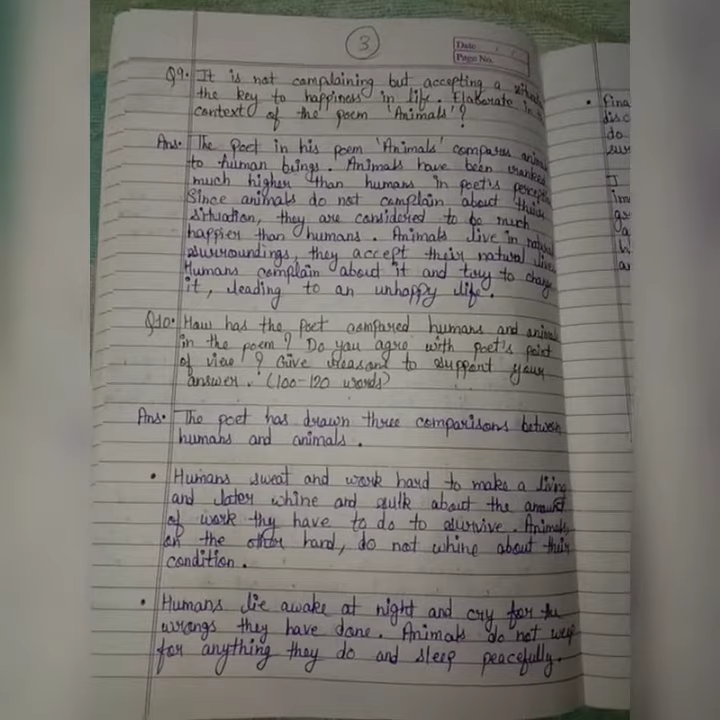 3
Date
Page No.
Q9. It is not complaining but accepting a
the key to happiness in life. Elaborate in
context of the poem 'Animals'?
Ans. The Poet in his poem 'Animals' compares
to human beings. Animals have been ranked
much higher than humans in poet's
Since animals do not complain about their
situation, they are considered to be much
happier than humans. Animals live in natural
surroundings, they accept their natural
Humans complain about it and try to change
it, leading to an unhappy life.
Q10. How has the Poet compared humans and
in the poem? Do you agre with poet's point
of view? Give reasons to support your
answer. (100-120 words)
Ans. The poet has drawn three comparisons between
humans and animals.
• Humans sweat and work hard to make a living
and later whine and sulk about the amount
of work thy have to do to survive. Animals
on the other hand, do not whine about their
condition.
• Humans lie awake at night and cry for the
wrongs they have done. Animals do not weep
for anything they do and sleep peacefully.
• fina
disc
do
sur
I
im